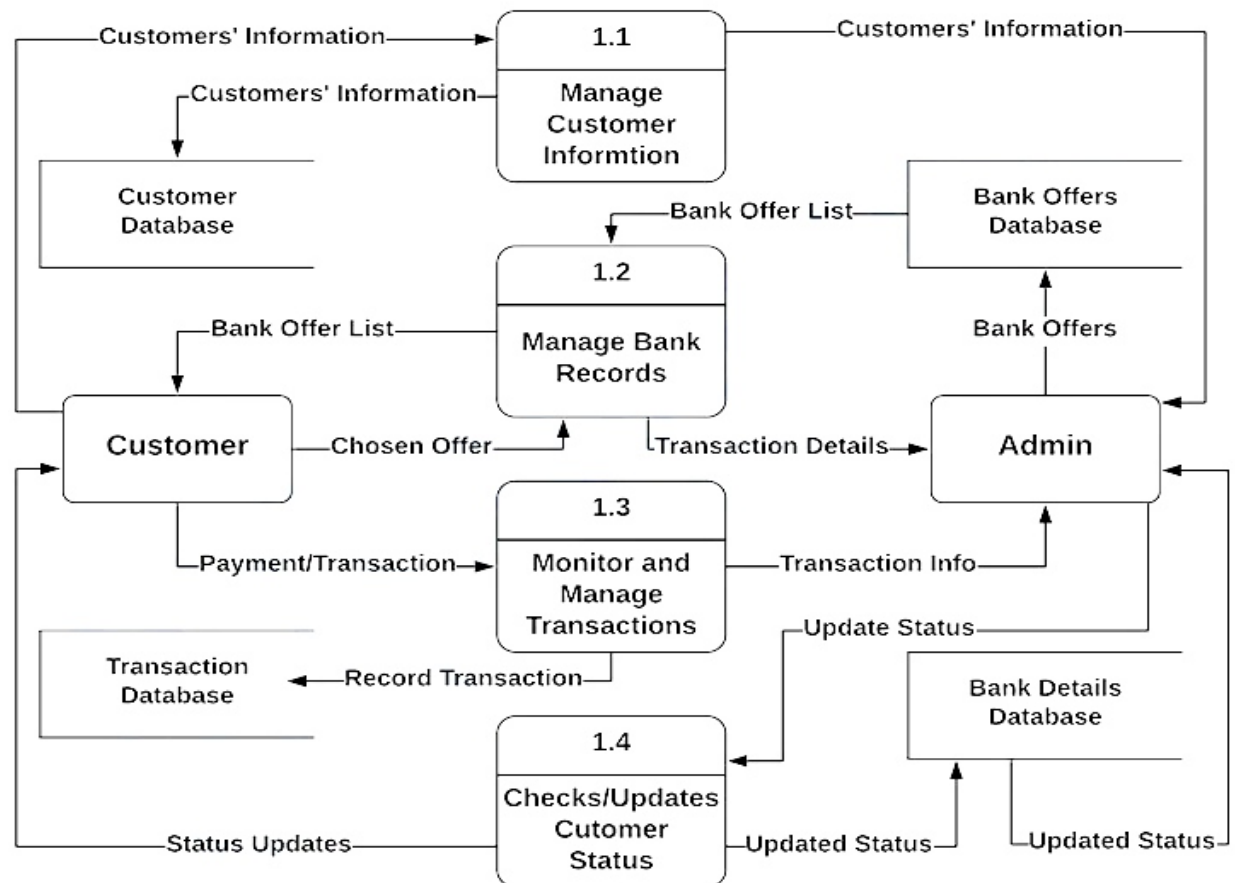 Customers' Information
1.1
Customers' Information
Customers' Information
Manage
Customer
Informtion
Customer
Database
Bank Offer List
Bank Offers
Database
1.2
Bank Offer List
Manage Bank
Records
Bank Offers
Customer
Chosen Offer
Transaction Details
Admin
1.3
Payment/Transaction
Monitor and
Manage
Transactions
Transaction Info
Update Status
Transaction
Database
Record Transaction
Bank Details
Database
1.4
Checks/Updates
Cutomer
Status
Status Updates
Updated Status
Updated Status